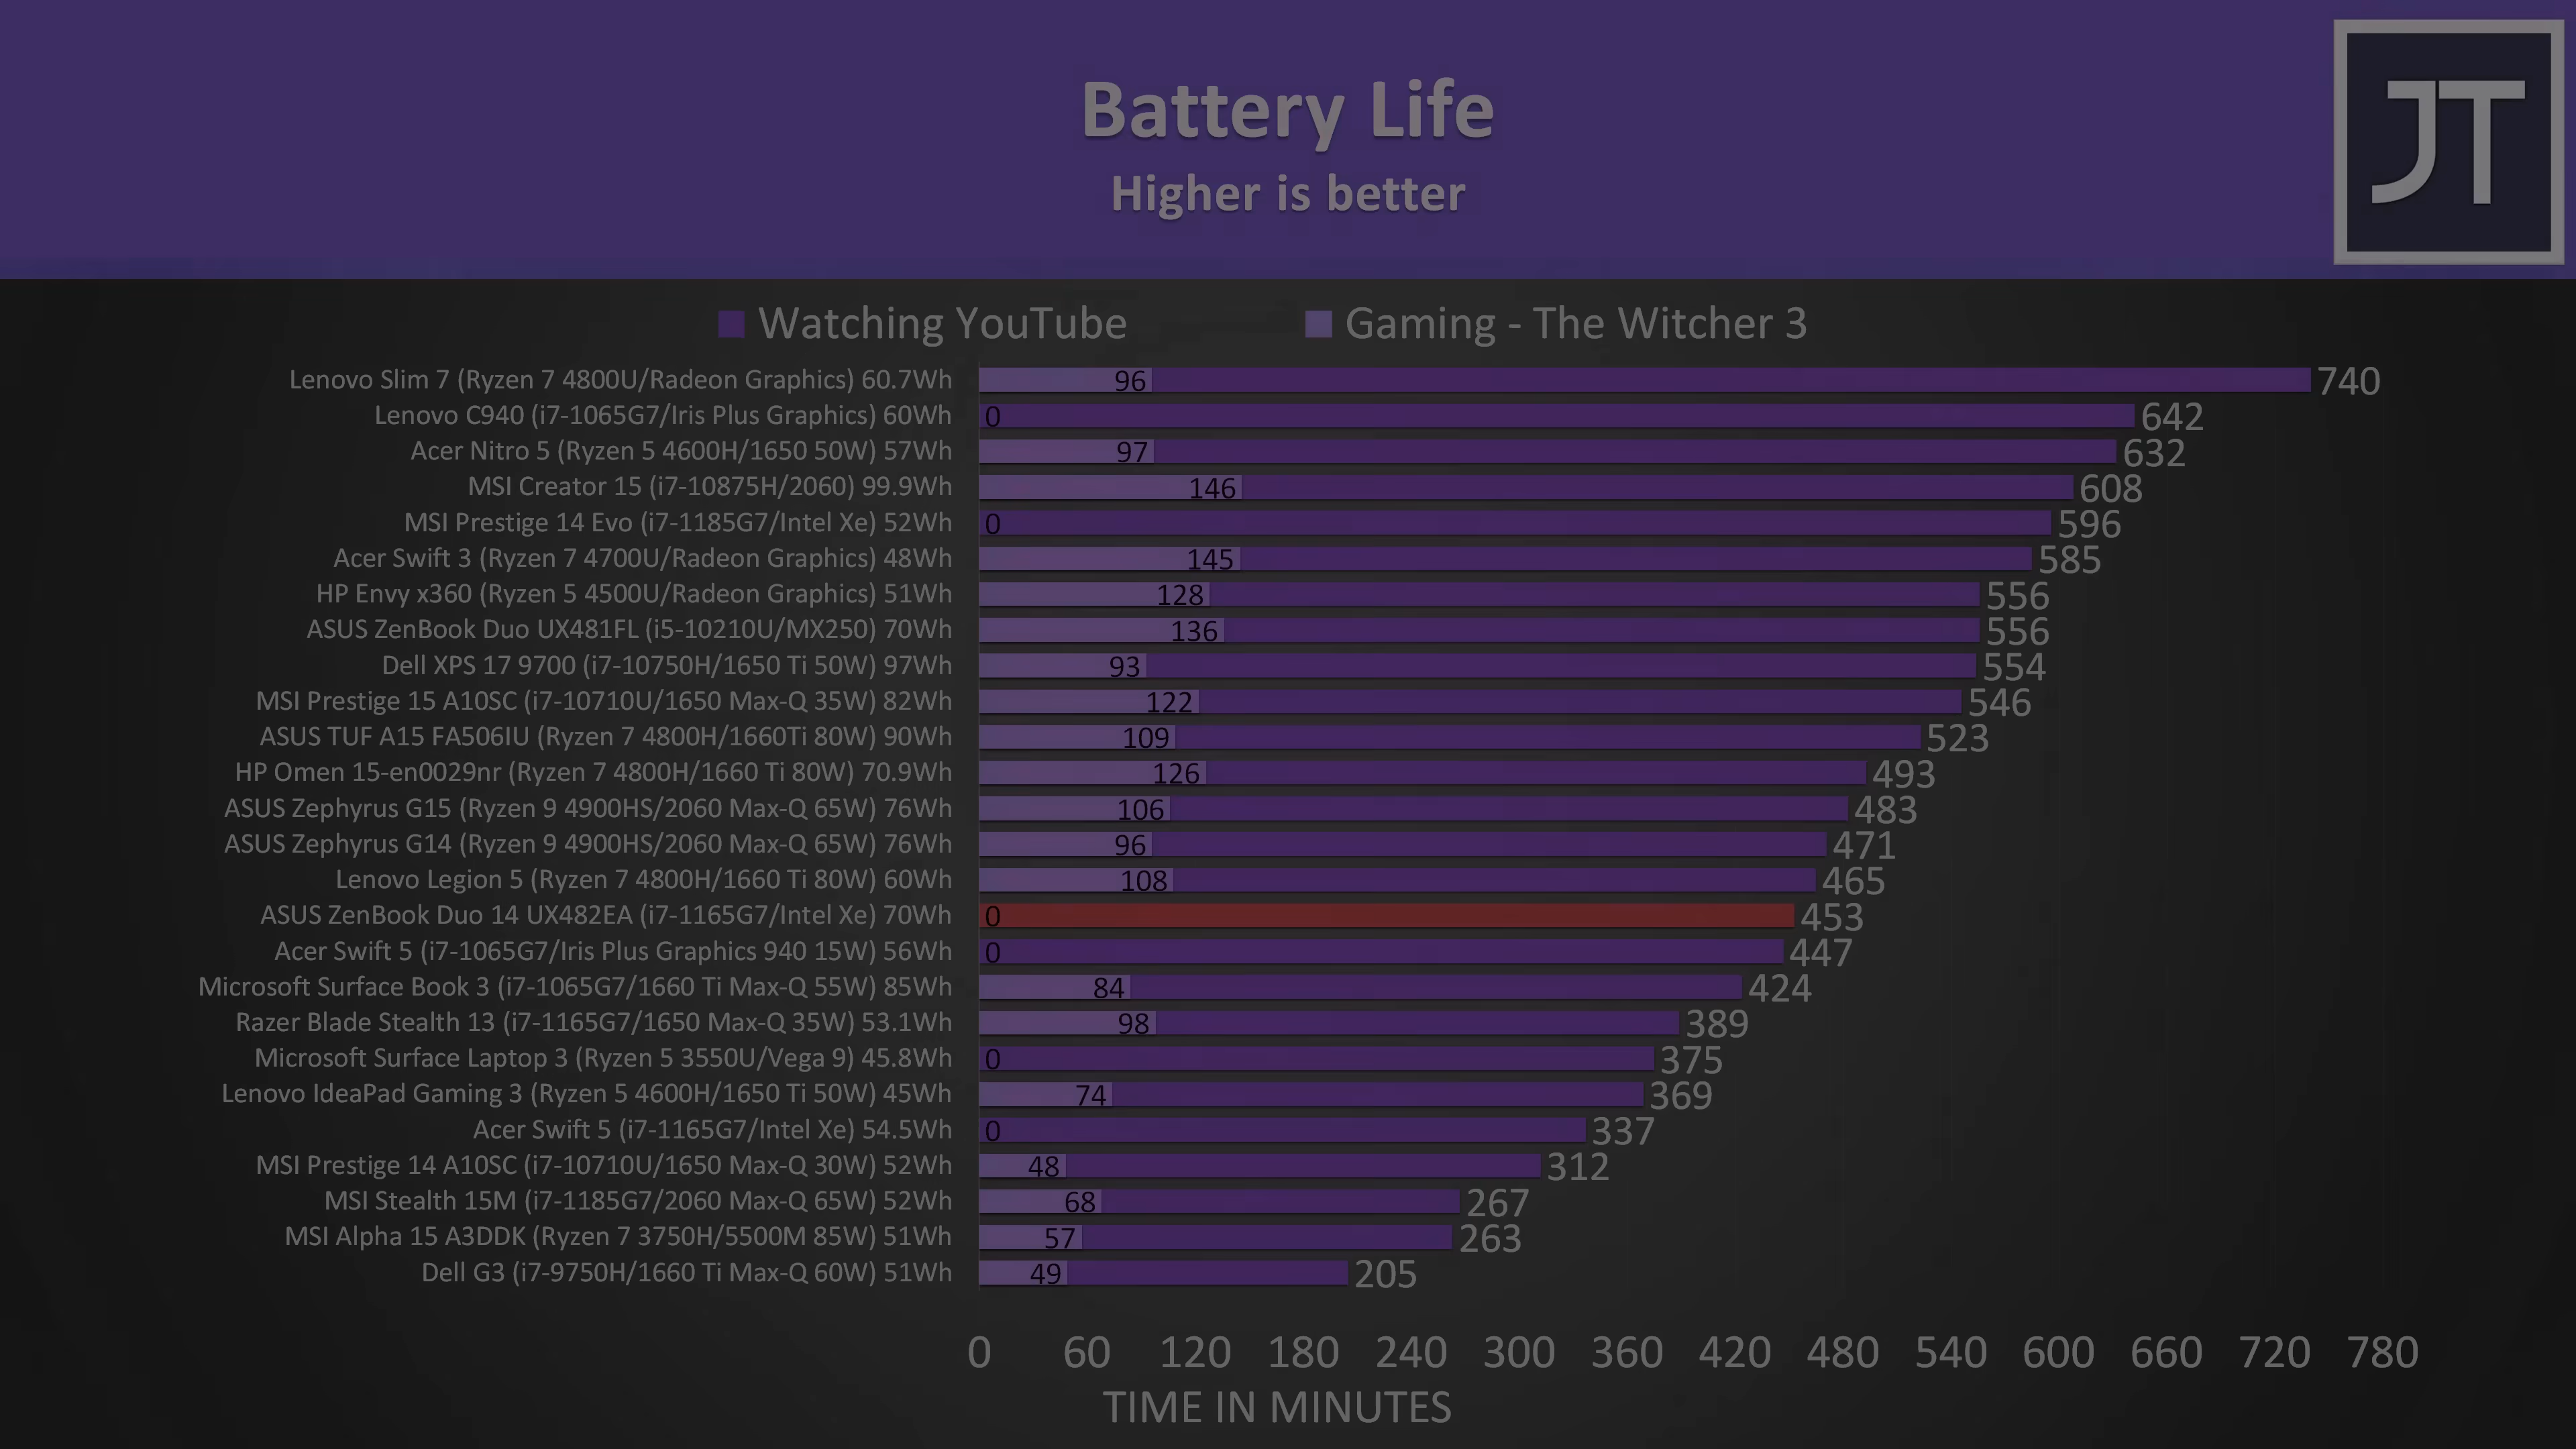 Battery Life
Higher is better
JT
Watching YouTube Gaming - The Witcher 3
Lenovo Slim 7 (Ryzen 7 4800U/Radeon Graphics) 60.7Wh 96 740
Lenovo C940 (i7-1065G7/Iris Plus Graphics) 60Wh 0 642
Acer Nitro 5 (Ryzen 5 4600H/1650 50W) 57Wh 97 632
MSI Creator 15 (i7-10875H/2060) 99.9Wh 146 608
MSI Prestige 14 Evo (i7-1185G7/Intel Xe) 52Wh 0 596
Acer Swift 3 (Ryzen 7 4700U/Radeon Graphics) 48Wh 145 585
HP Envy x360 (Ryzen 5 4500U/Radeon Graphics) 51Wh 128 556
ASUS ZenBook Duo UX481FL (i5-10210U/MX250) 70Wh 136 556
Dell XPS 17 9700 (i7-10750H/1650 Ti 50W) 97Wh 93 554
MSI Prestige 15 A10SC (i7-10710U/1650 Max-Q 35W) 82Wh 122 546
ASUS TUF A15 FA506IU (Ryzen 7 4800H/1660Ti 80W) 90Wh 109 523
HP Omen 15-en0029nr (Ryzen 7 4800H/1660 Ti 80W) 70.9Wh 126 493
ASUS Zephyrus G15 (Ryzen 9 4900HS/2060 Max-Q 65W) 76Wh 106 483
ASUS Zephyrus G14 (Ryzen 9 4900HS/2060 Max-Q 65W) 76Wh 96 471
Lenovo Legion 5 (Ryzen 7 4800H/1660 Ti 80W) 60Wh 108 465
ASUS ZenBook Duo 14 UX482EA (i7-1165G7/Intel Xe) 70Wh 0 453
Acer Swift 5 (i7-1065G7/Iris Plus Graphics 940 15W) 56Wh 0 447
Microsoft Surface Book 3 (i7-1065G7/1660 Ti Max-Q 55W) 85Wh 84 424
Razer Blade Stealth 13 (i7-1165G7/1650 Max-Q 35W) 53.1Wh 98 389
Microsoft Surface Laptop 3 (Ryzen 5 3550U/Vega 9) 45.8Wh 0 375
Lenovo IdeaPad Gaming 3 (Ryzen 5 4600H/1650 Ti 50W) 45Wh 74 369
Acer Swift 5 (i7-1165G7/Intel Xe) 54.5Wh 0 337
MSI Prestige 14 A10SC (i7-10710U/1650 Max-Q 30W) 52Wh 48 312
MSI Stealth 15M (i7-1185G7/2060 Max-Q 65W) 52Wh 68 267
MSI Alpha 15 A3DDK (Ryzen 7 3750H/5500M 85W) 51Wh 57 263
Dell G3 (i7-9750H/1660 Ti Max-Q 60W) 51Wh 49 205
0 60 120 180 240 300 360 420 480 540 600 660 720 780
TIME IN MINUTES